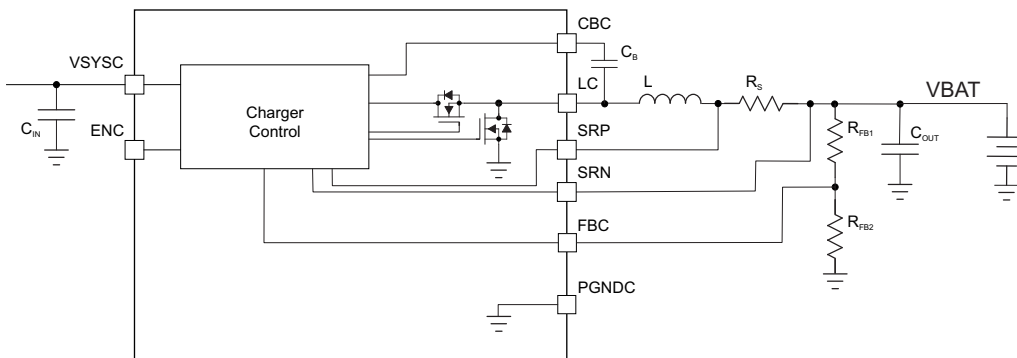 CBC
C_B
VSYSC
LC
L
R_S
VBAT
Charger
Control
C_IN
ENC
SRP
R_FB1
C_OUT
SRN
FBC
R_FB2
PGNDC